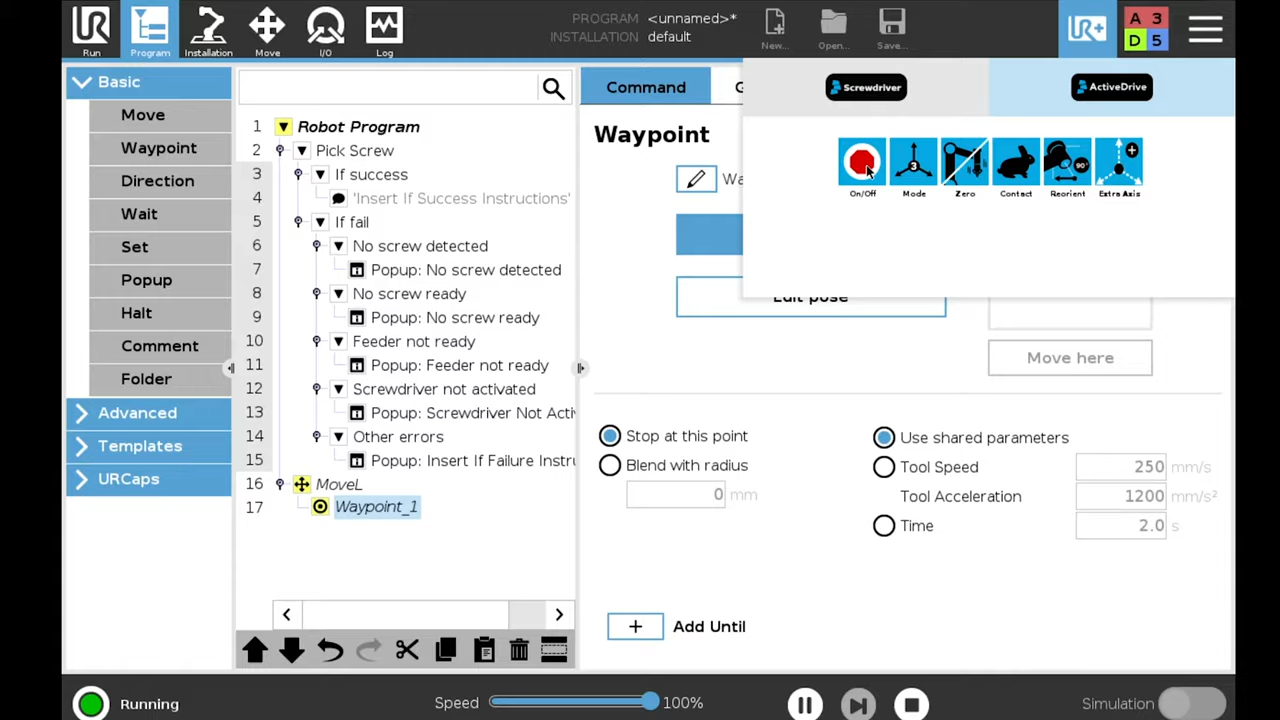 Run
Program
Installation
Move
I/O
Log
PROGRAM <unnamed>*
INSTALLATION default
New...
Open...
Save...
UR+
A 3
D 5
Basic
Move
Waypoint
Direction
Wait
Set
Popup
Halt
Comment
Folder
Advanced
Templates
URCaps
1 Robot Program
2 Pick Screw
3 If success
4 'Insert If Success Instructions'
5 If fail
6 No screw detected
7 Popup: No screw detected
8 No screw ready
9 Popup: No screw ready
10 Feeder not ready
11 Popup: Feeder not ready
12 Screwdriver not activated
13 Popup: Screwdriver Not Activ
14 Other errors
15 Popup: Insert If Failure Instru
16 MoveL
17 Waypoint_1
Command
G
Screwdriver
ActiveDrive
On/Off
3
Mode
Zero
Contact
90°
Reorient
Extra Axis
Waypoint
Wa
Edit pose
Move here
Stop at this point
Blend with radius
0 mm
Use shared parameters
Tool Speed 250 mm/s
Tool Acceleration 1200 mm/s²
Time 2.0 s
+ Add Until
Running
Speed 100%
Simulation